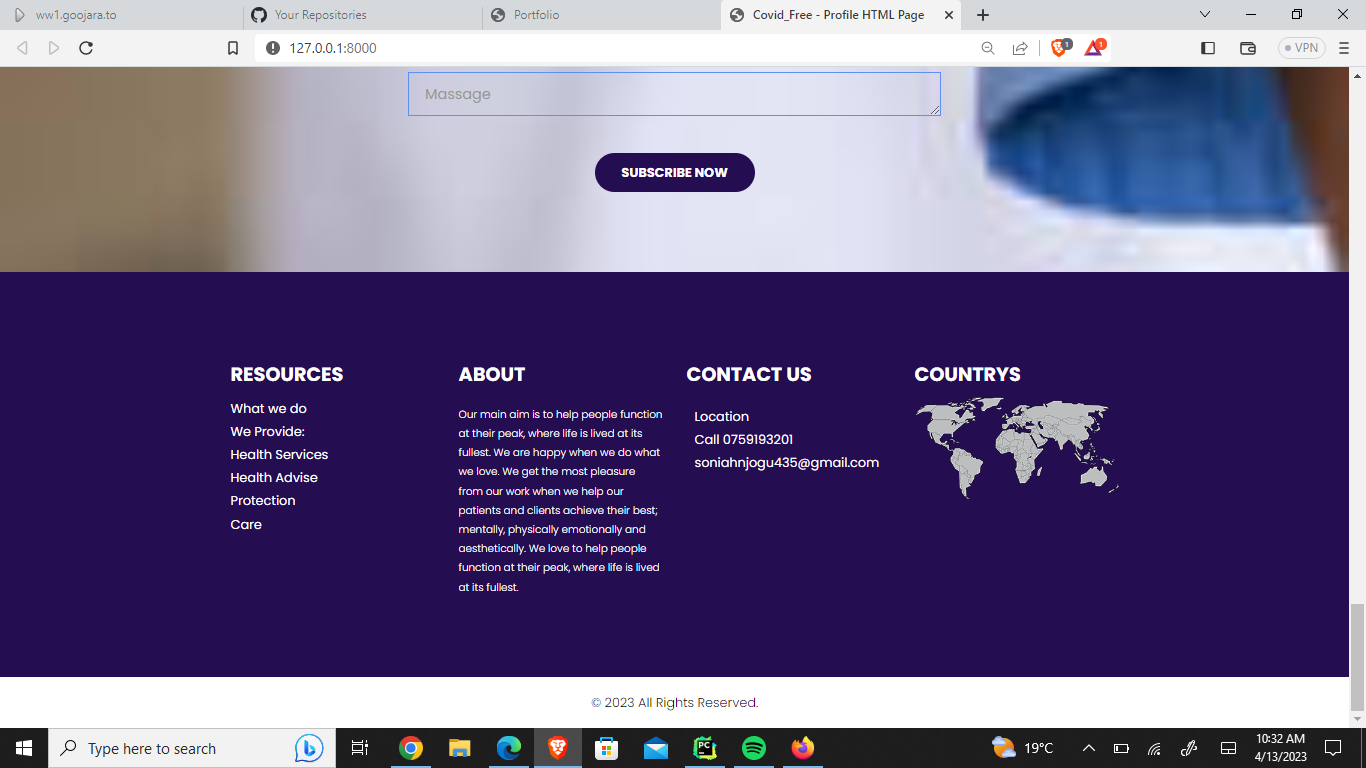 ww1.goojara.to
Your Repositories
Portfolio
Covid_Free - Profile HTML Page
127.0.0.1:8000
1
1
VPN
Massage
SUBSCRIBE NOW
RESOURCES
What we do
We Provide:
Health Services
Health Advise
Protection
Care
ABOUT
Our main aim is to help people function
at their peak, where life is lived at its
fullest. We are happy when we do what
we love. We get the most pleasure
from our work when we help our
patients and clients achieve their best;
mentally, physically emotionally and
aesthetically. We love to help people
function at their peak, where life is lived
at its fullest.
CONTACT US
Location
Call 0759193201
soniahnjogu435@gmail.com
COUNTRYS
© 2023 All Rights Reserved.
Type here to search
PC
19°C
10:32 AM
4/13/2023